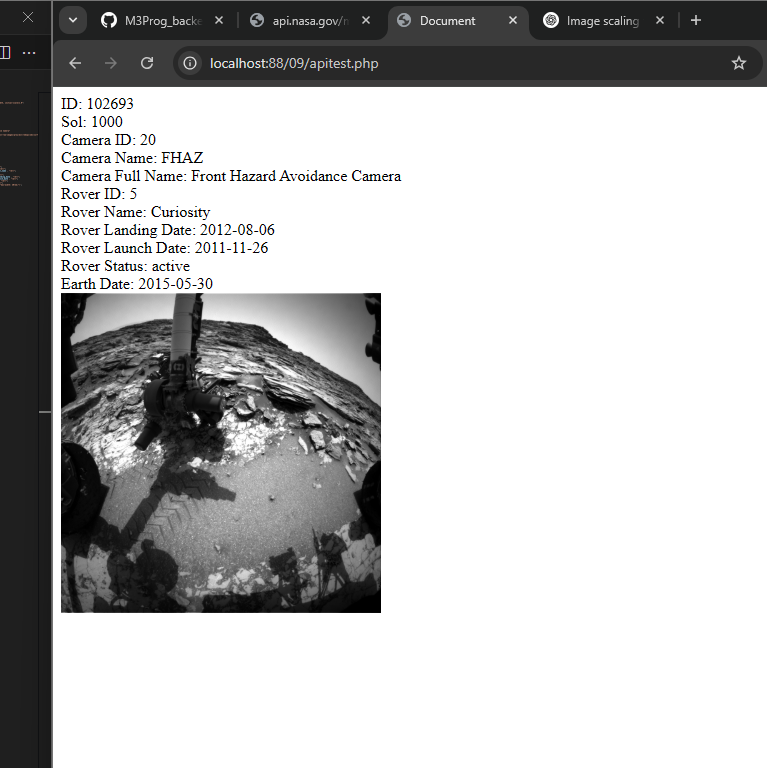 M3Prog_backe
api.nasa.gov/m
Document
Image scaling
localhost:88/09/apitest.php
ID: 102693
Sol: 1000
Camera ID: 20
Camera Name: FHAZ
Camera Full Name: Front Hazard Avoidance Camera
Rover ID: 5
Rover Name: Curiosity
Rover Landing Date: 2012-08-06
Rover Launch Date: 2011-11-26
Rover Status: active
Earth Date: 2015-05-30